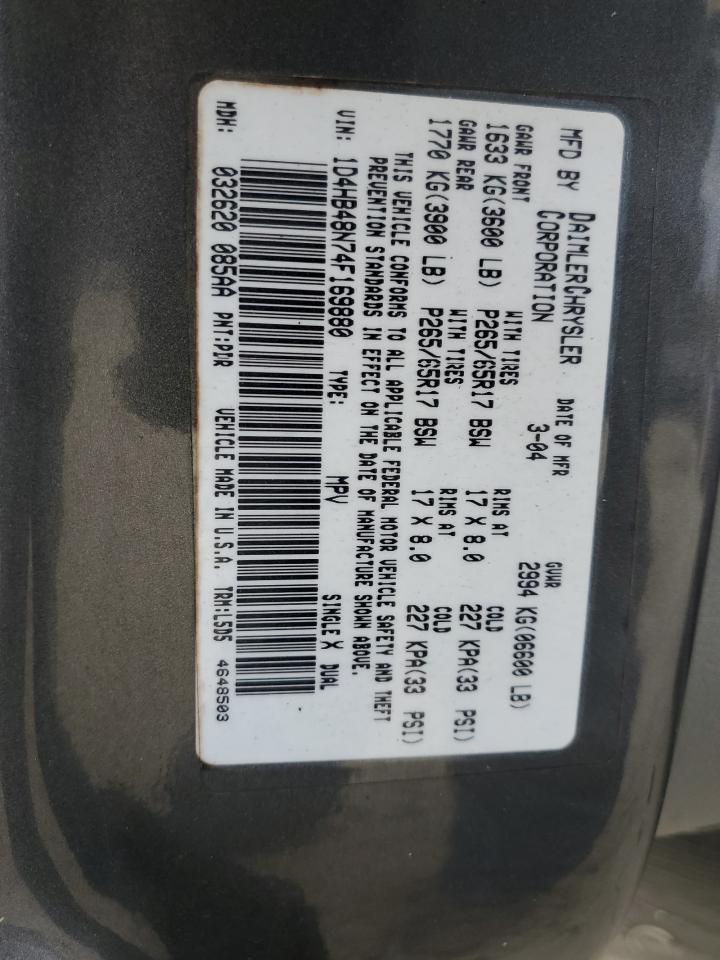 MFD BY DAIMLERCHRYSLER CORPORATION
DATE OF MFR 3-04
GVWR 2994 KG(06600 LB)
GAWR FRONT WITH TIRES RIMS AT COLD
1633 KG(3600 LB) P265/65R17 BSW 17 X 8.0 227 KPA(33 PSI)
GAWR REAR WITH TIRES RIMS AT COLD
1770 KG(3900 LB) P265/65R17 BSW 17 X 8.0 227 KPA(33 PSI)
THIS VEHICLE CONFORMS TO ALL APPLICABLE FEDERAL MOTOR VEHICLE SAFETY AND THEFT
PREVENTION STANDARDS IN EFFECT ON THE DATE OF MANUFACTURE SHOWN ABOVE.
VIN: 1D4HB48N74F169880 TYPE: MPV SINGLE X DUAL
MDH: 032620 085AA PNT:PDR VEHICLE MADE IN U.S.A. TRM:L5D5 4648503